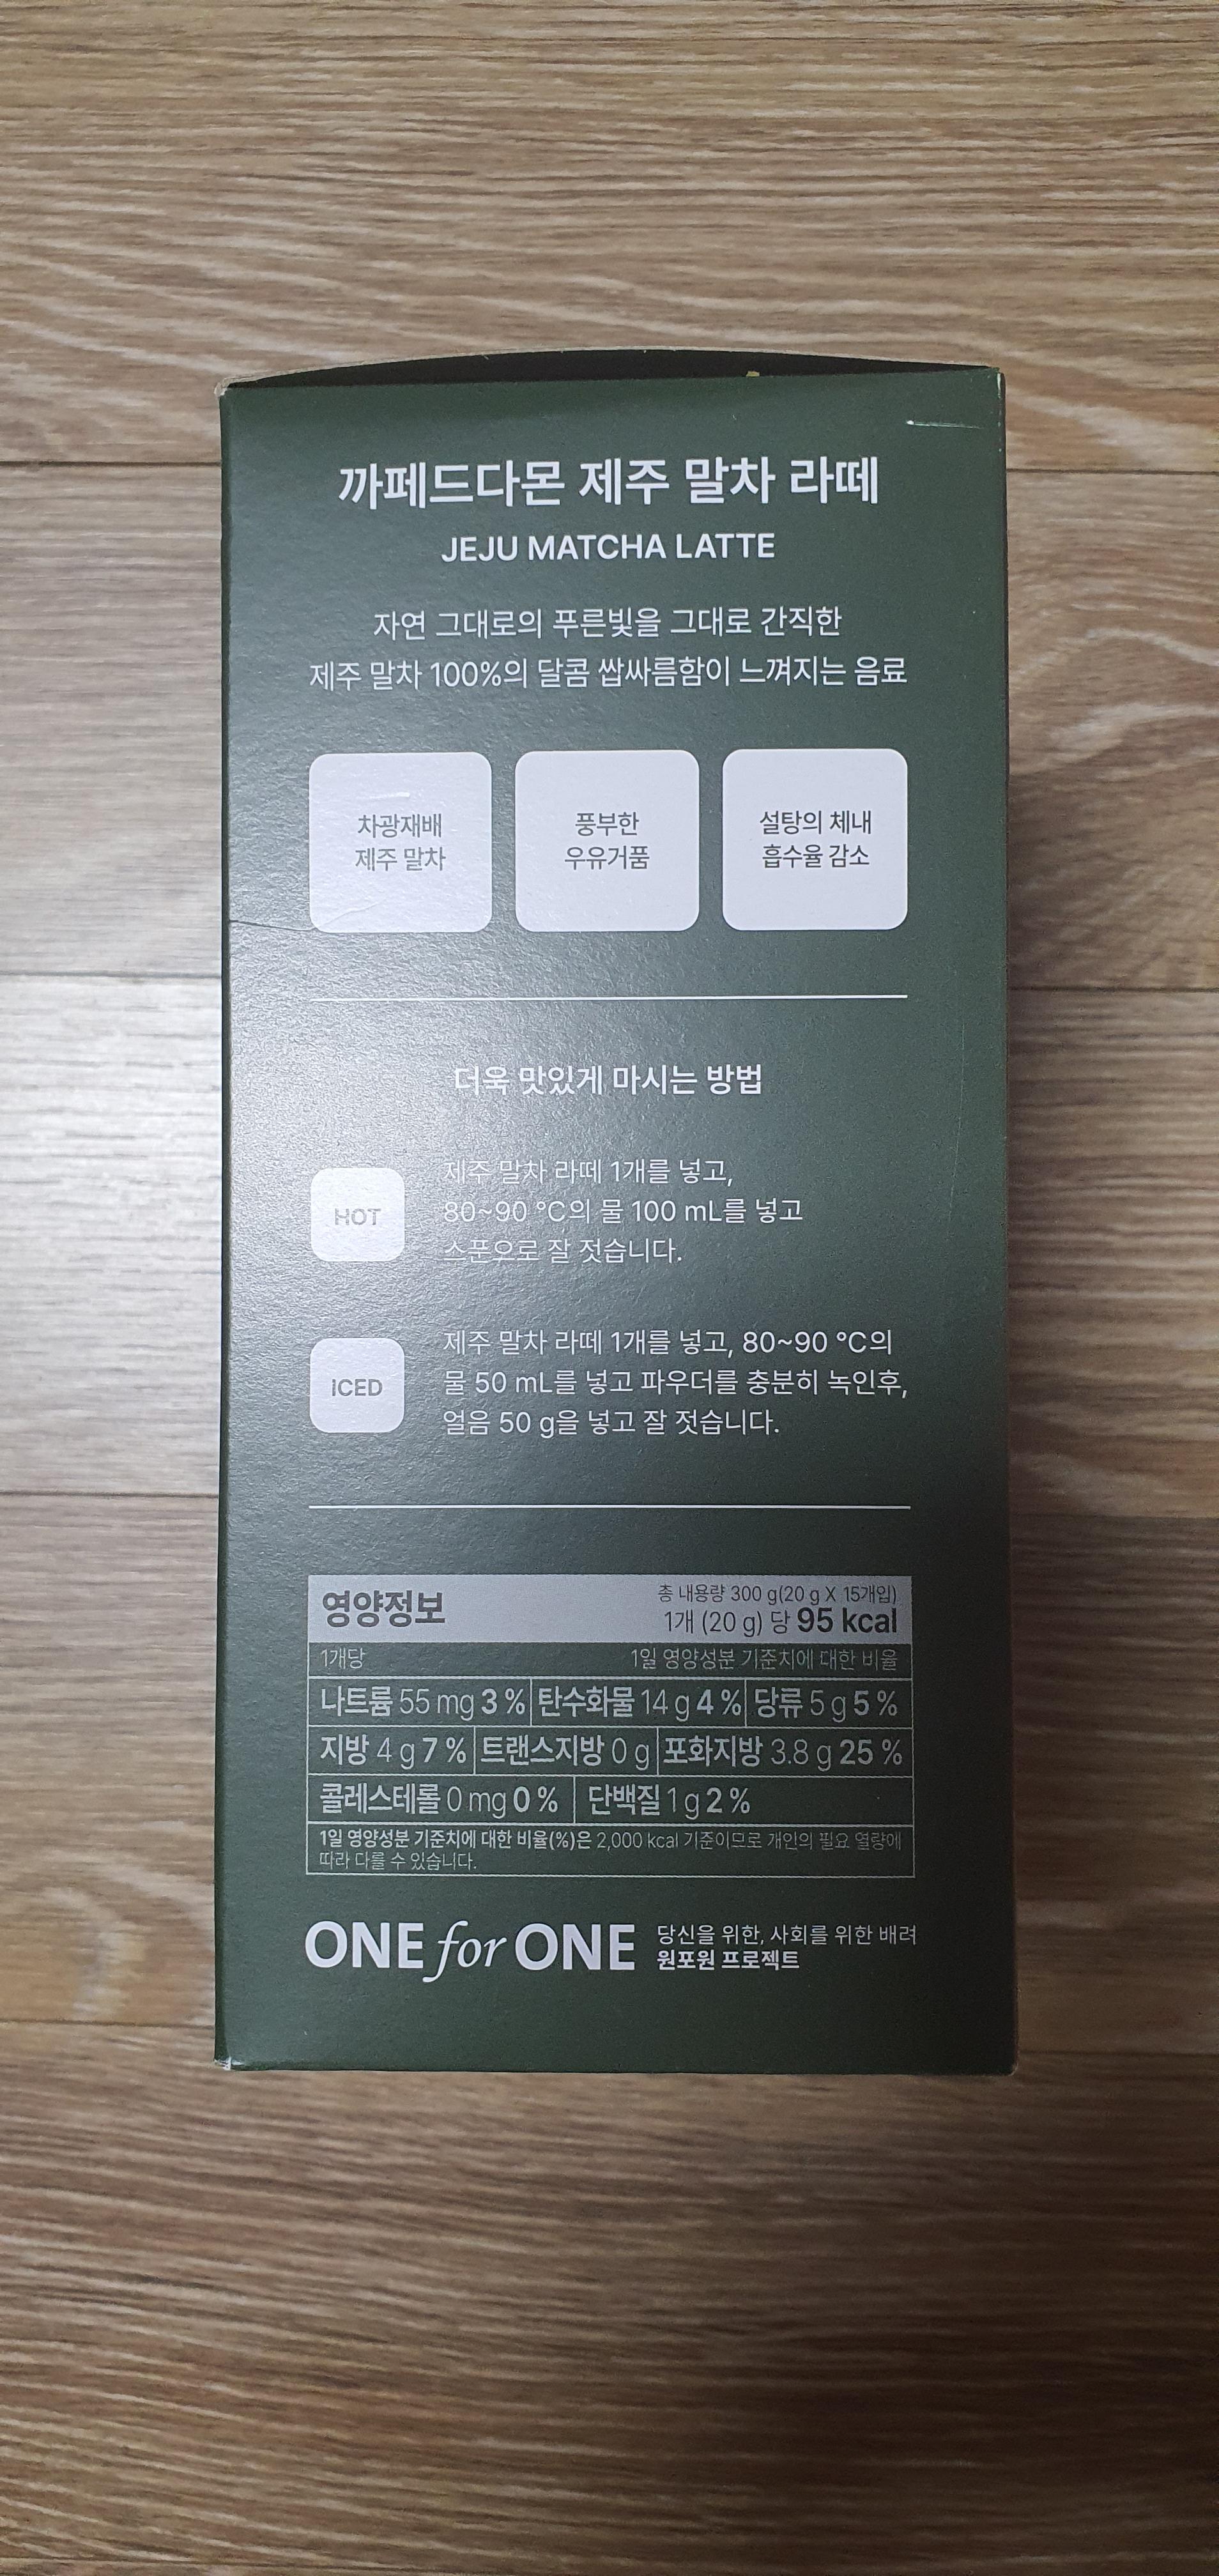 까페드다몬 제주 말차 라떼
JEJU MATCHA LATTE
자연 그대로의 푸른빛을 그대로 간직한
제주 말차 100%의 달콤 쌉싸름함이 느껴지는 음료
차광재배
제주 말차
풍부한
우유거품
설탕의 체내
흡수율 감소
더욱 맛있게 마시는 방법
HOT
제주 말차 라떼 1개를 넣고,
80~90 °C의 물 100 mL를 넣고
스푼으로 잘 젓습니다.
ICED
제주 말차 라떼 1개를 넣고, 80~90 °C의
물 50 mL를 넣고 파우더를 충분히 녹인후,
얼음 50 g을 넣고 잘 젓습니다.
영양정보
총 내용량 300 g(20 g X 15개입)
1개 (20 g) 당 95 kcal
1개당 1일 영양성분 기준치에 대한 비율
나트륨 55 mg 3 % 탄수화물 14 g 4 % 당류 5 g 5 %
지방 4 g 7 % 트랜스지방 0 g 포화지방 3.8 g 25 %
콜레스테롤 0 mg 0 % 단백질 1 g 2 %
1일 영양성분 기준치에 대한 비율(%)은 2,000 kcal 기준이므로 개인의 필요 열량에
따라 다를 수 있습니다.
ONE for ONE
당신을 위한, 사회를 위한 배려
원포원 프로젝트